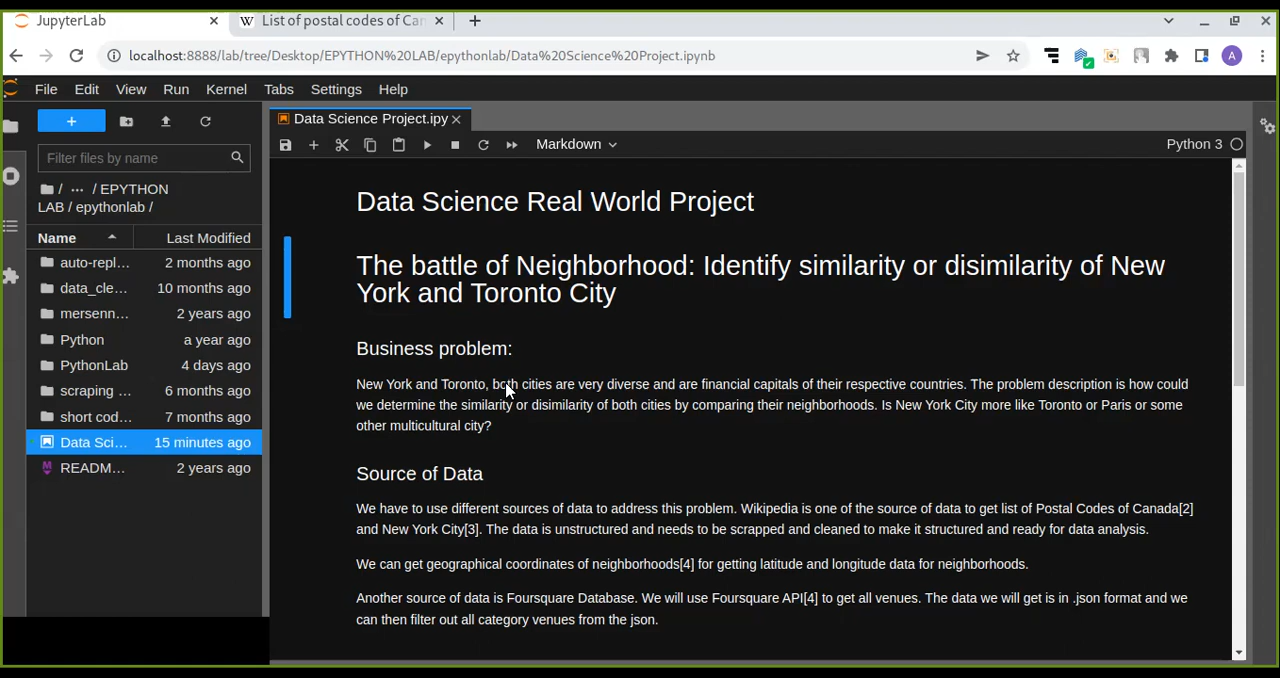 JupyterLab
List of postal codes of Can
localhost:8888/lab/tree/Desktop/EPYTHON%20LAB/epythonlab/Data%20Science%20Project.ipynb
A
File Edit View Run Kernel Tabs Settings Help
Filter files by name
/ ··· / EPYTHON
LAB / epythonlab /
Name Last Modified
auto-repl... 2 months ago
data_cle... 10 months ago
mersenn... 2 years ago
Python a year ago
PythonLab 4 days ago
scraping ... 6 months ago
short cod... 7 months ago
Data Sci... 15 minutes ago
READM... 2 years ago
Data Science Project.ipy
Markdown
Python 3
Data Science Real World Project
The battle of Neighborhood: Identify similarity or disimilarity of New
York and Toronto City
Business problem:
New York and Toronto, both cities are very diverse and are financial capitals of their respective countries. The problem description is how could
we determine the similarity or disimilarity of both cities by comparing their neighborhoods. Is New York City more like Toronto or Paris or some
other multicultural city?
Source of Data
We have to use different sources of data to address this problem. Wikipedia is one of the source of data to get list of Postal Codes of Canada[2]
and New York City[3]. The data is unstructured and needs to be scrapped and cleaned to make it structured and ready for data analysis.
We can get geographical coordinates of neighborhoods[4] for getting latitude and longitude data for neighborhoods.
Another source of data is Foursquare Database. We will use Foursquare API[4] to get all venues. The data we will get is in .json format and we
can then filter out all category venues from the json.